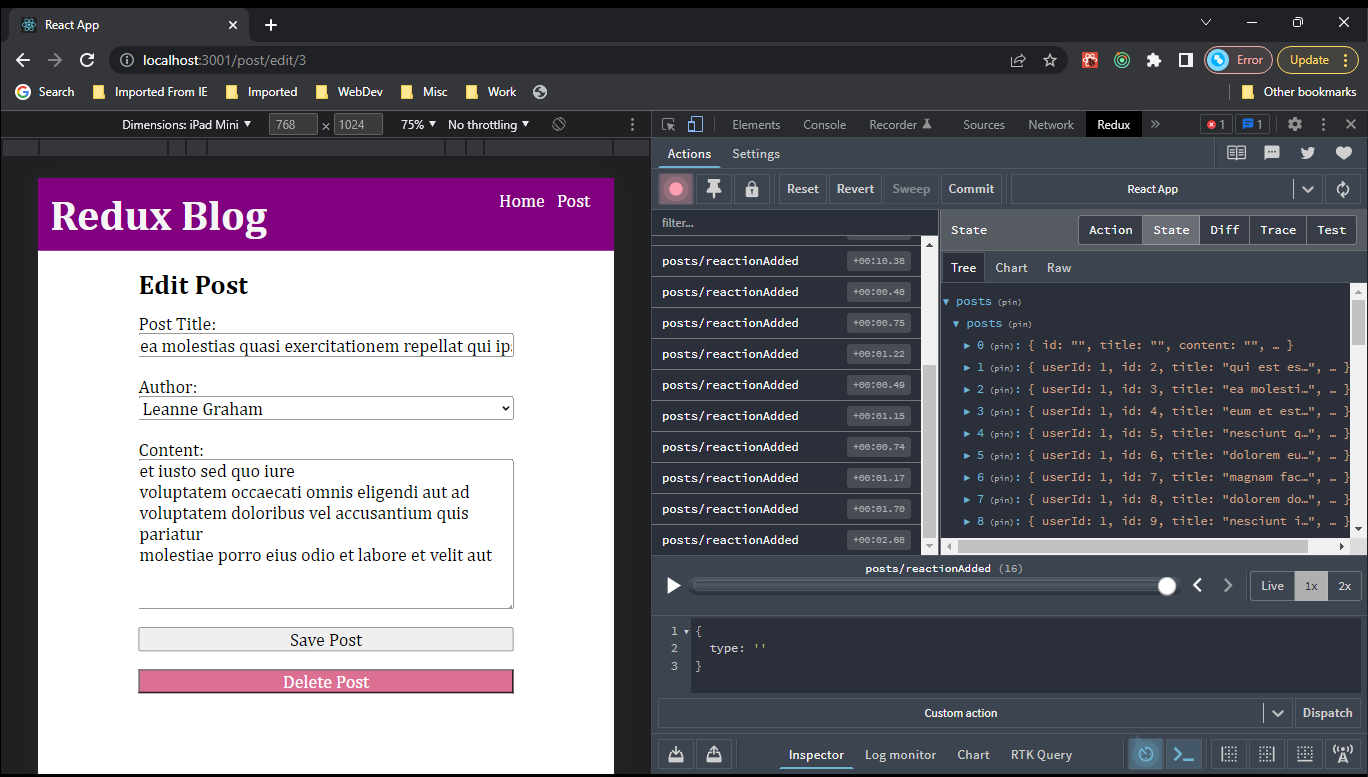 React App
localhost:3001/post/edit/3
Error
Update
Search
Imported From IE
Imported
WebDev
Misc
Work
Other bookmarks
Dimensions: iPad Mini
768 × 1024
75%
No throttling
Elements
Console
Recorder
Sources
Network
Redux
1
1
Redux Blog
Home
Post
Edit Post
Post Title:
ea molestias quasi exercitationem repellat qui ip
Author:
Leanne Graham
Content:
et iusto sed quo iure
voluptatem occaecati omnis eligendi aut ad
voluptatem doloribus vel accusantium quis
pariatur
molestiae porro eius odio et labore et velit aut
Save Post
Delete Post
Actions
Settings
Reset
Revert
Sweep
Commit
React App
filter...
posts/reactionAdded +00:10.38
posts/reactionAdded +00:00.48
posts/reactionAdded +00:00.75
posts/reactionAdded +00:01.22
posts/reactionAdded +00:00.49
posts/reactionAdded +00:01.15
posts/reactionAdded +00:00.74
posts/reactionAdded +00:01.17
posts/reactionAdded +00:01.70
posts/reactionAdded +00:02.68
State
Action
State
Diff
Trace
Test
Tree
Chart
Raw
posts (pin)
posts (pin)
0 (pin): { id: "", title: "", content: "", … }
1 (pin): { userId: 1, id: 2, title: "qui est es…", … }
2 (pin): { userId: 1, id: 3, title: "ea molesti…", … }
3 (pin): { userId: 1, id: 4, title: "eum et est…", … }
4 (pin): { userId: 1, id: 5, title: "nesciunt q…", … }
5 (pin): { userId: 1, id: 6, title: "dolorem eu…", … }
6 (pin): { userId: 1, id: 7, title: "magnam fac…", … }
7 (pin): { userId: 1, id: 8, title: "dolorem do…", … }
8 (pin): { userId: 1, id: 9, title: "nesciunt i…", … }
posts/reactionAdded (16)
Live
1x
2x
1 {
2 type: ''
3 }
Custom action
Dispatch
Inspector
Log monitor
Chart
RTK Query